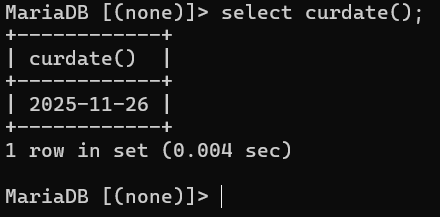 MariaDB [(none)]> select curdate();
+------------+
| curdate()  |
+------------+
| 2025-11-26 |
+------------+
1 row in set (0.004 sec)

MariaDB [(none)]>